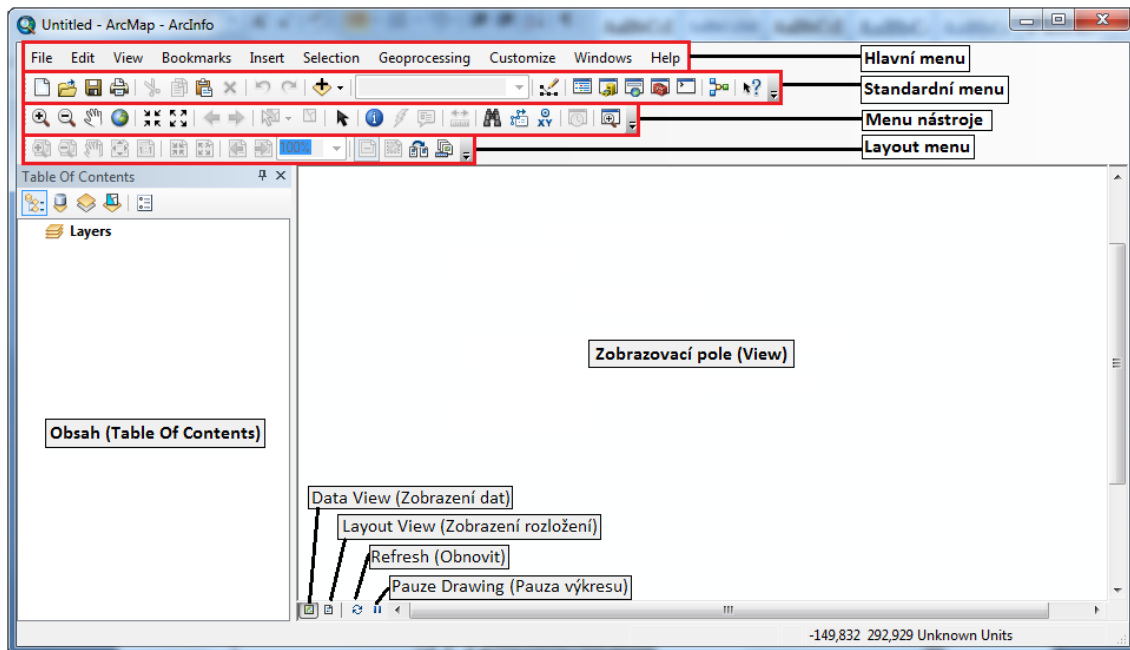 Untitled - ArcMap - ArcInfo
File Edit View Bookmarks Insert Selection Geoprocessing Customize Windows Help
Hlavní menu
Standardní menu
Menu nástroje
100%
Layout menu
Table Of Contents
Layers
Zobrazovací pole (View)
Obsah (Table Of Contents)
Data View (Zobrazení dat)
Layout View (Zobrazení rozložení)
Refresh (Obnovit)
Pauze Drawing (Pauza výkresu)
-149,832 292,929 Unknown Units